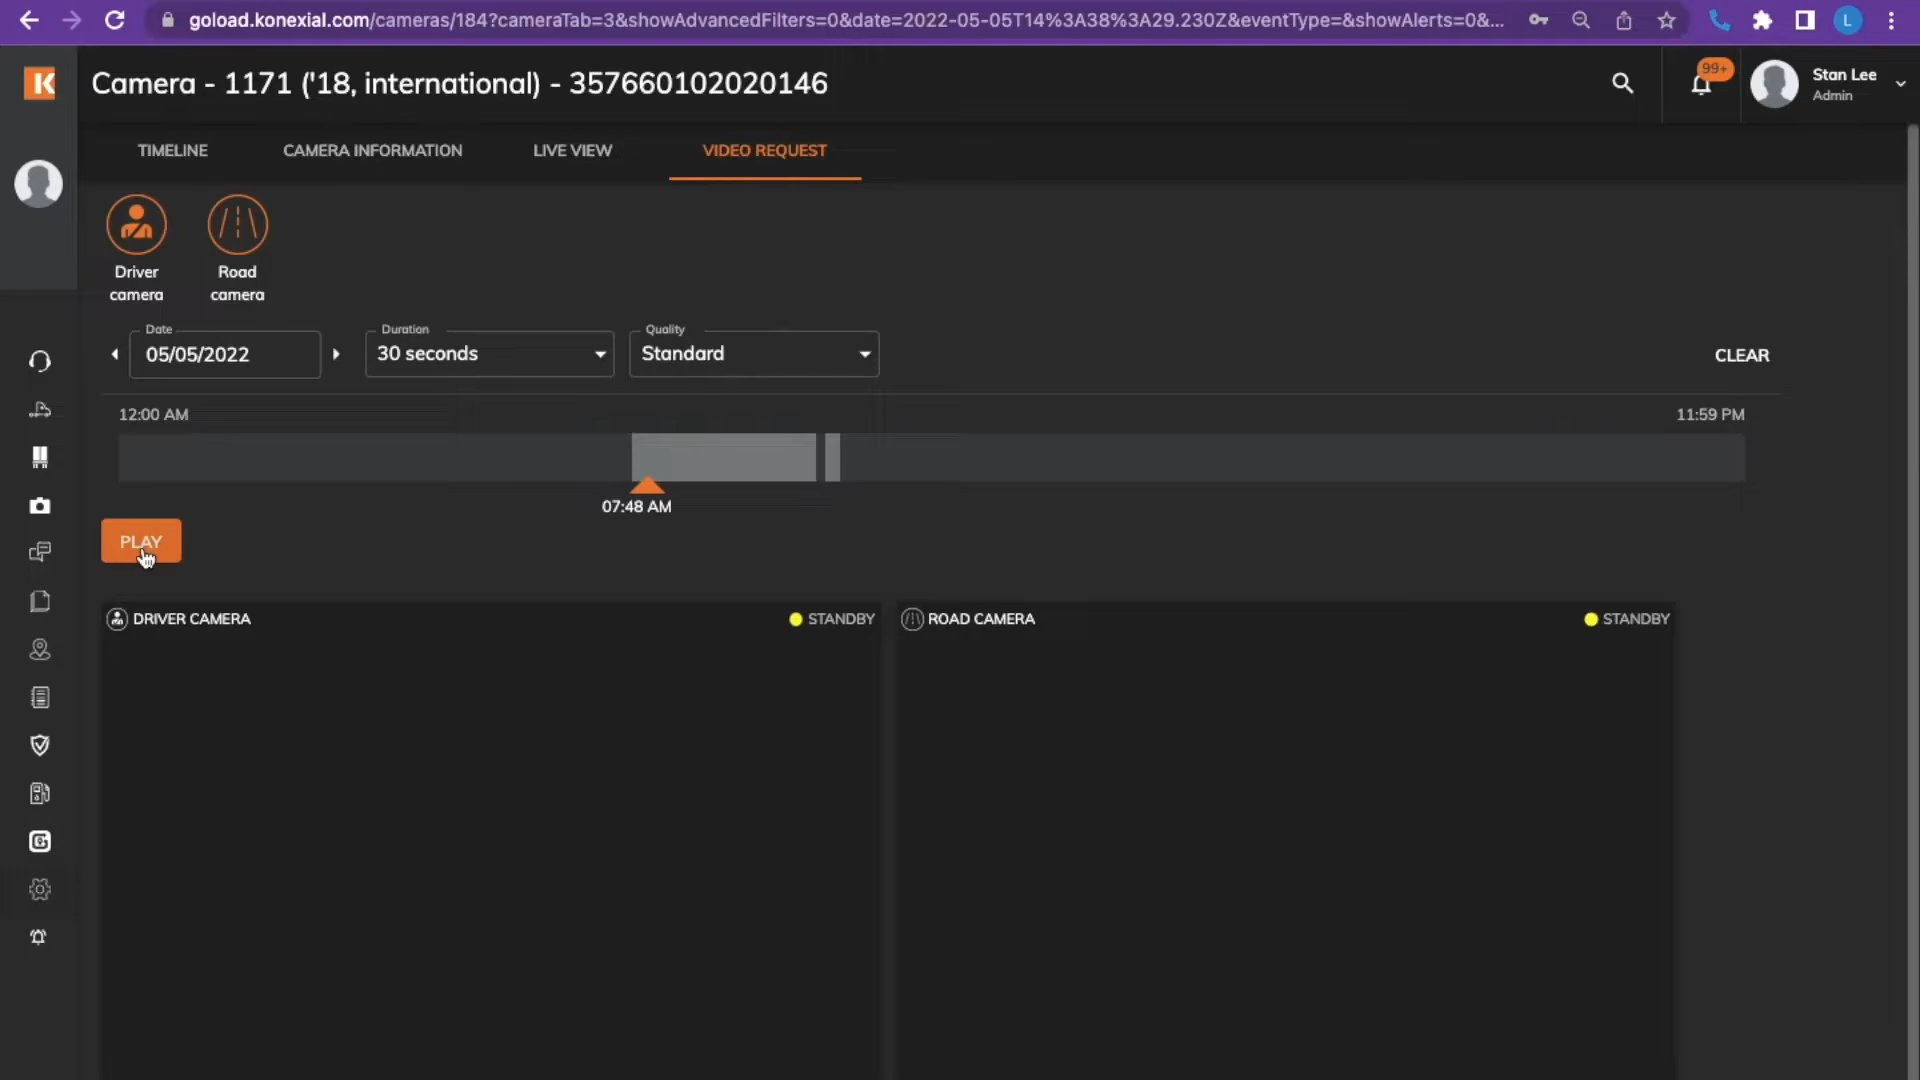 goload.konexial.com/cameras/184?cameraTab=3&showAdvancedFilters=0&date=2022-05-05T14%3A38%3A29.230Z&eventType=&showAlerts=0&...
L
K
Camera - 1171 ('18, international) - 357660102020146
99+
Stan Lee
Admin
TIMELINE
CAMERA INFORMATION
LIVE VIEW
VIDEO REQUEST
Driver
camera
Road
camera
Date
05/05/2022
Duration
30 seconds
Quality
Standard
CLEAR
12:00 AM
11:59 PM
07:48 AM
PLAY
DRIVER CAMERA
STANDBY
ROAD CAMERA
STANDBY